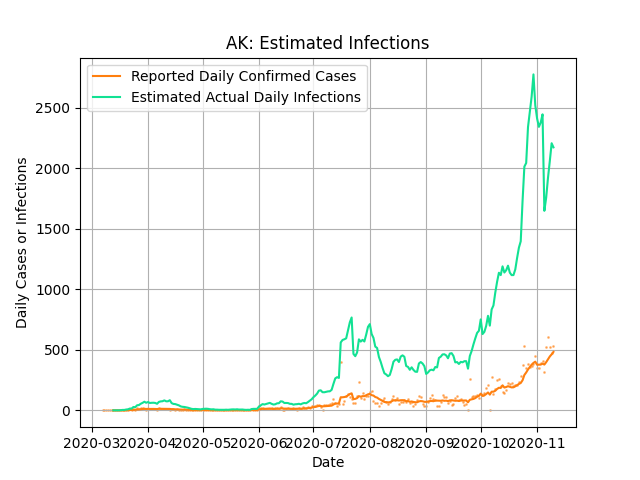 AK: Estimated Infections
Reported Daily Confirmed Cases
Estimated Actual Daily Infections
Daily Cases or Infections
2500
2000
1500
1000
500
0
2020-03 2020-04 2020-05 2020-06 2020-07 2020-08 2020-09 2020-10 2020-11
Date